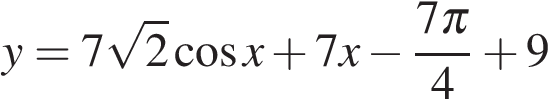 y = 7√2 cos x + 7x − 7π/4 + 9